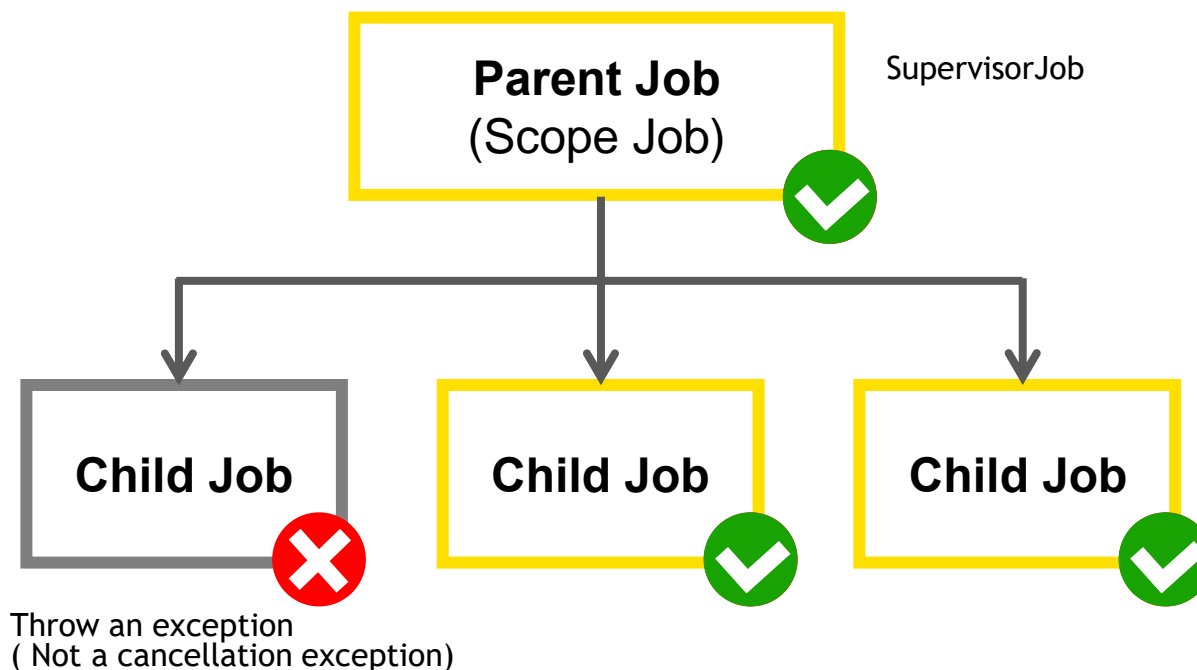 Parent Job
(Scope Job)
SupervisorJob
Child Job
Child Job
Child Job
Throw an exception
( Not a cancellation exception)